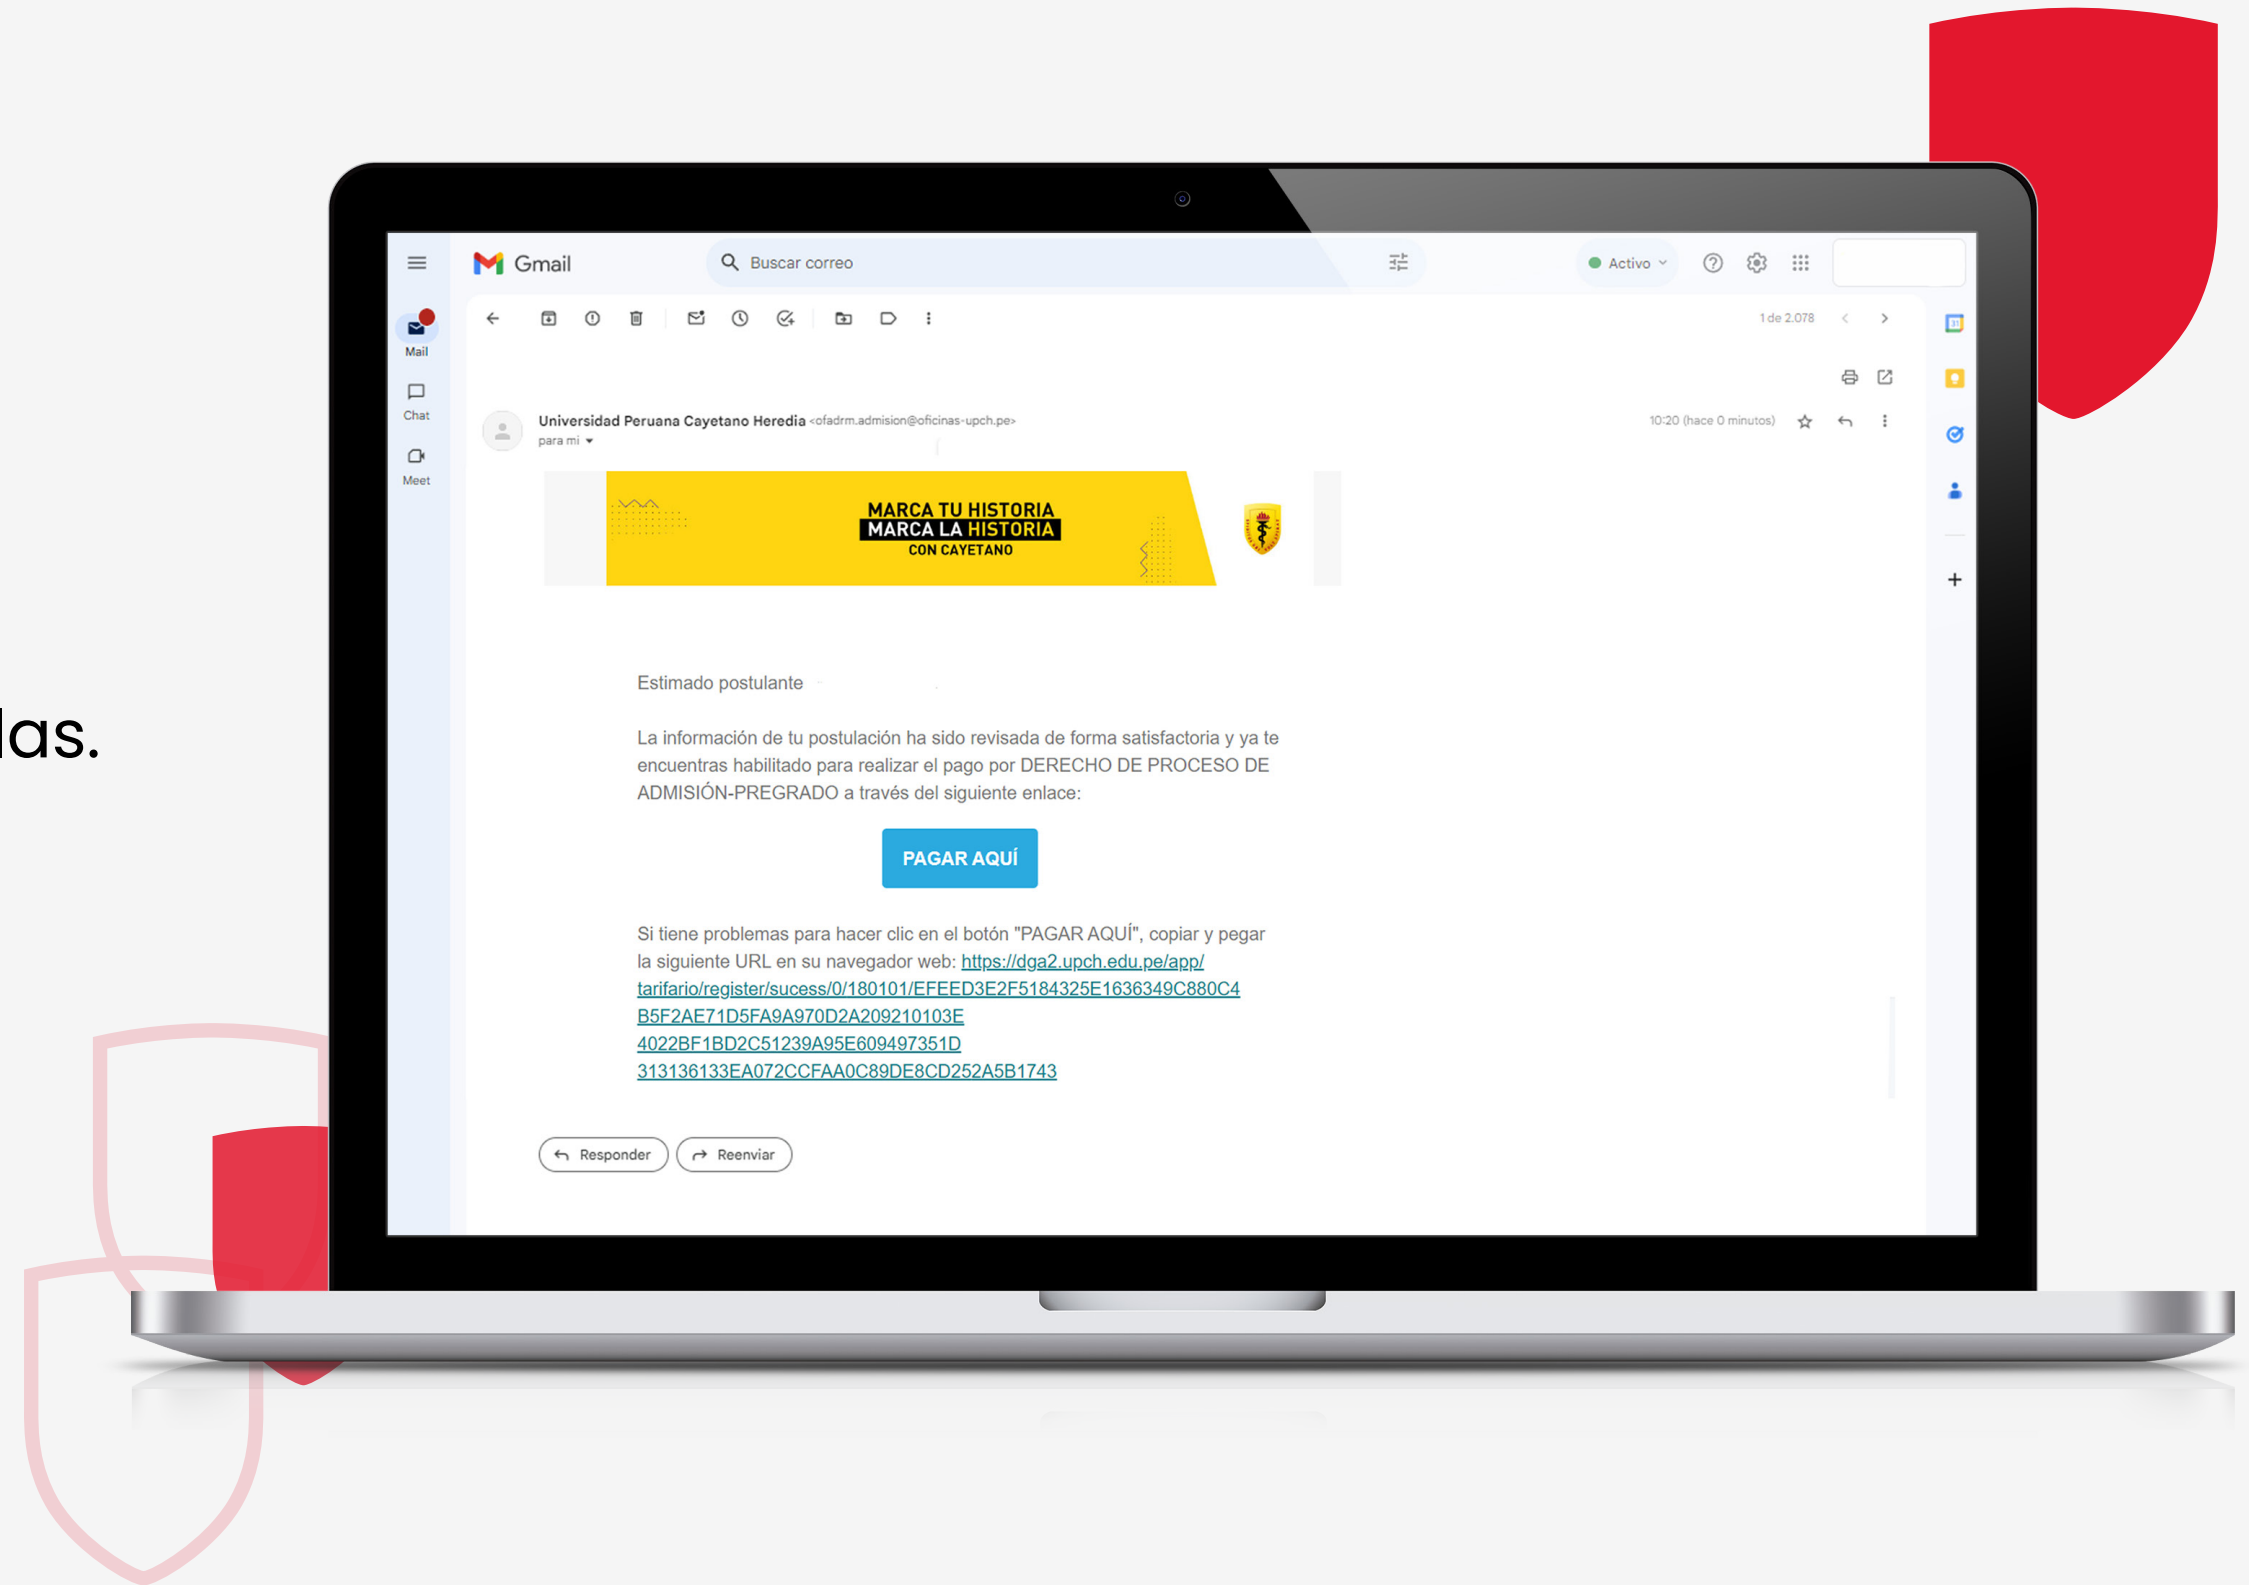 las.
Gmail
Buscar correo
Activo
Mail
1 de 2.078
Chat
Universidad Peruana Cayetano Heredia <ofadrm.admision@oficinas-upch.pe>
10:20 (hace 0 minutos)
para mi
Meet
MARCA TU HISTORIA
MARCA LA HISTORIA
CON CAYETANO
Estimado postulante
La información de tu postulación ha sido revisada de forma satisfactoria y ya te
encuentras habilitado para realizar el pago por DERECHO DE PROCESO DE
ADMISIÓN-PREGRADO a través del siguiente enlace:
PAGAR AQUÍ
Si tiene problemas para hacer clic en el botón "PAGAR AQUÍ", copiar y pegar
la siguiente URL en su navegador web: https://dga2.upch.edu.pe/app/
tarifario/register/sucess/0/180101/EFEED3E2F5184325E1636349C880C4
B5F2AE71D5FA9A970D2A209210103E
4022BF1BD2C51239A95E609497351D
313136133EA072CCFAA0C89DE8CD252A5B1743
Responder
Reenviar